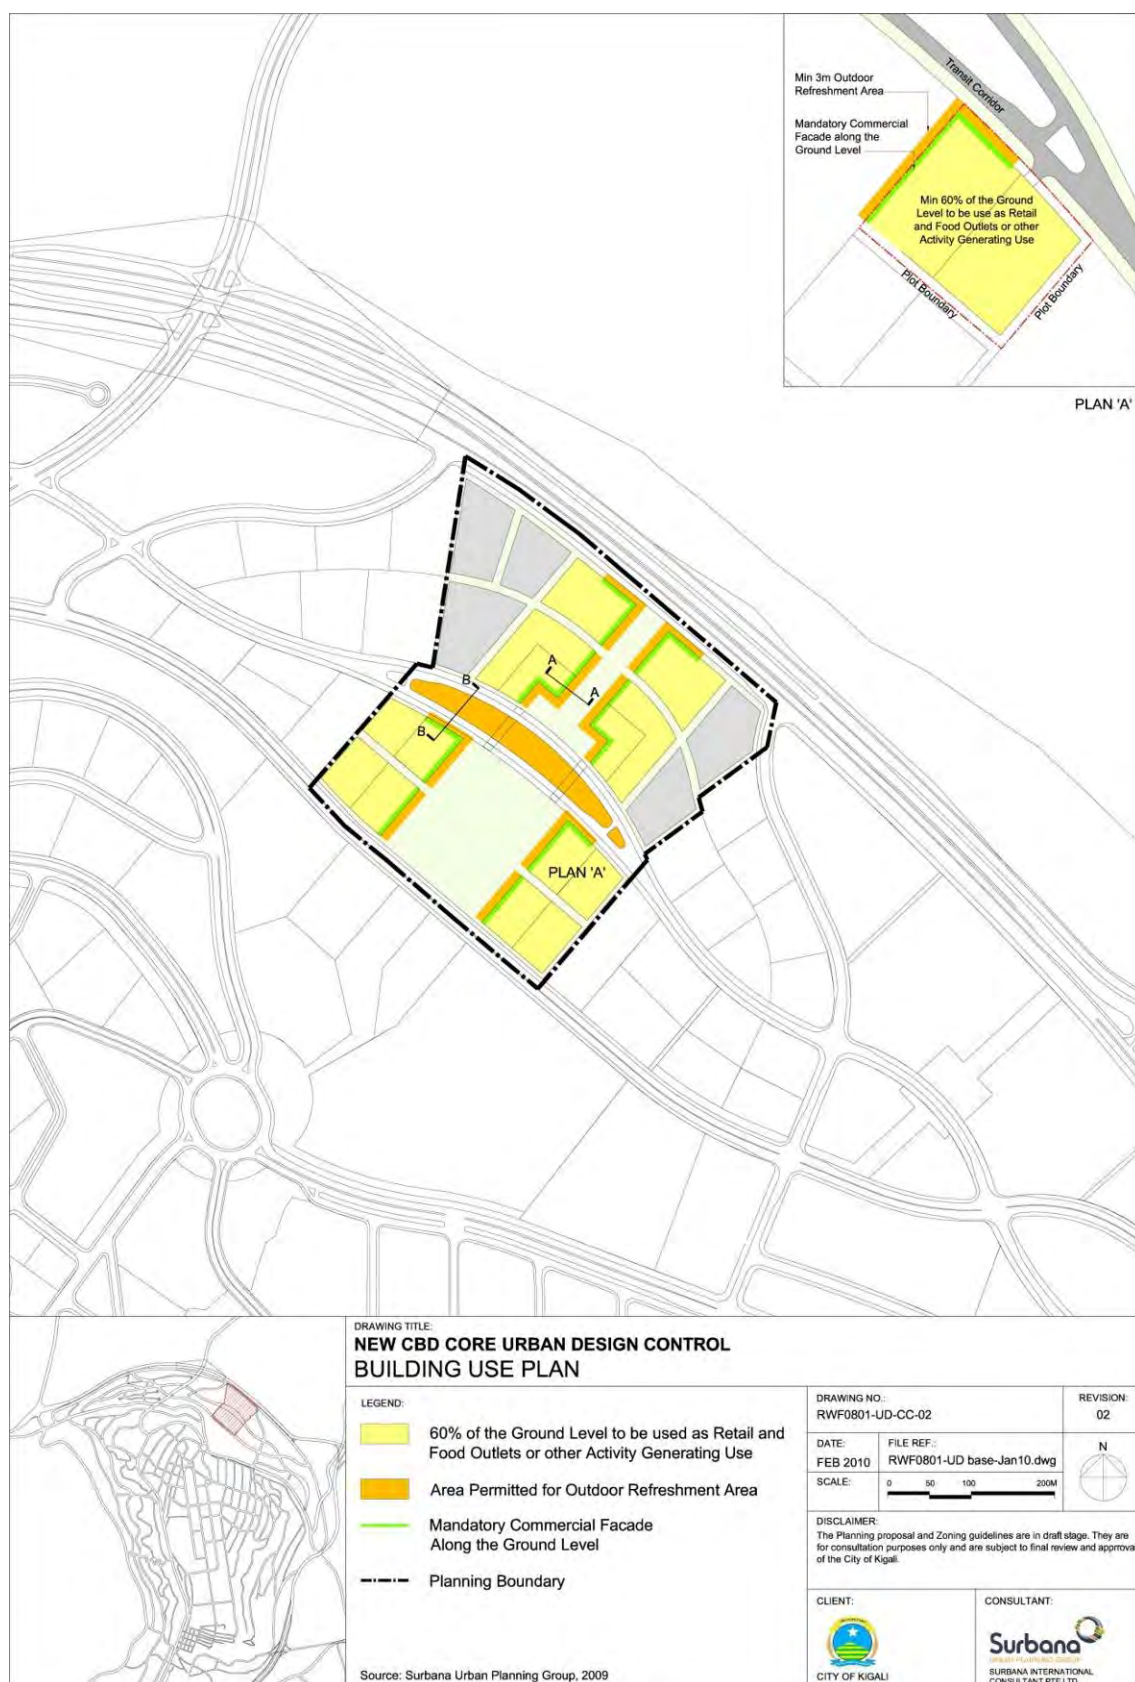 Min 3m Outdoor
Refreshment Area
Mandatory Commercial
Facade along the
Ground Level
Transit Corridor
Min 60% of the Ground
Level to be use as Retail
and Food Outlets or other
Activity Generating Use
Plot Boundary
Plot Boundary
PLAN 'A'
A
A
B
B
PLAN 'A'
DRAWING TITLE:
NEW CBD CORE URBAN DESIGN CONTROL
BUILDING USE PLAN
LEGEND:
60% of the Ground Level to be used as Retail and
Food Outlets or other Activity Generating Use
Area Permitted for Outdoor Refreshment Area
Mandatory Commercial Facade
Along the Ground Level
Planning Boundary
Source: Surbana Urban Planning Group, 2009
DRAWING NO.:
RWF0801-UD-CC-02
REVISION:
02
DATE:
FEB 2010
FILE REF.:
RWF0801-UD base-Jan10.dwg
N
SCALE:
0 50 100 200M
DISCLAIMER:
The Planning proposal and Zoning guidelines are in draft stage. They are
for consultation purposes only and are subject to final review and approva
of the City of Kigali.
CLIENT:
CITY OF KIGALI
CONSULTANT:
Surbana
URBAN PLANNING GROUP
SURBANA INTERNATIONAL
CONSULTANT PTE LTD